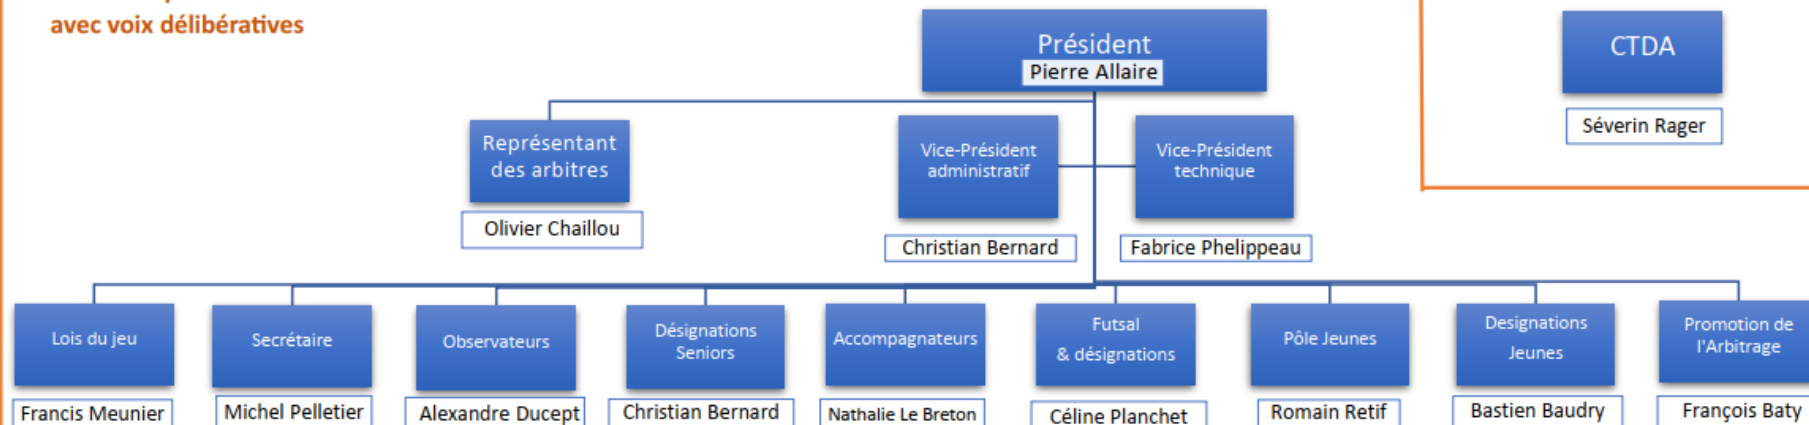 avec voix délibératives
Président
Pierre Allaire
CTDA
Séverin Rager
Représentant
des arbitres
Olivier Chaillou
Vice-Président
administratif
Christian Bernard
Vice-Président
technique
Fabrice Phelippeau
Lois du jeu
Francis Meunier
Secrétaire
Michel Pelletier
Observateurs
Alexandre Ducept
Désignations
Seniors
Christian Bernard
Accompagnateurs
Nathalie Le Breton
Futsal
& désignations
Céline Planchet
Pôle Jeunes
Romain Retif
Designations
Jeunes
Bastien Baudry
Promotion de
l'Arbitrage
François Baty